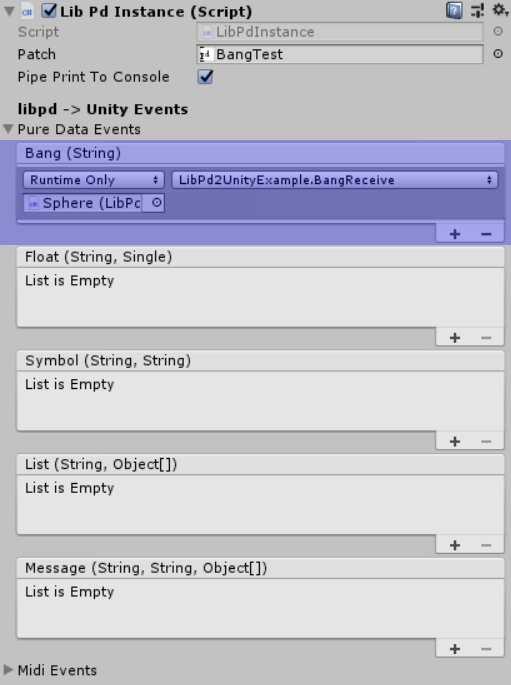 Lib Pd Instance (Script)
Script LibPdInstance
Patch BangTest
Pipe Print To Console
libpd -> Unity Events
Pure Data Events
Bang (String)
Runtime Only LibPd2UnityExample.BangReceive
Sphere (LibPc
+ −
Float (String, Single)
List is Empty
+ −
Symbol (String, String)
List is Empty
+ −
List (String, Object[])
List is Empty
+ −
Message (String, String, Object[])
List is Empty
+ −
Midi Events